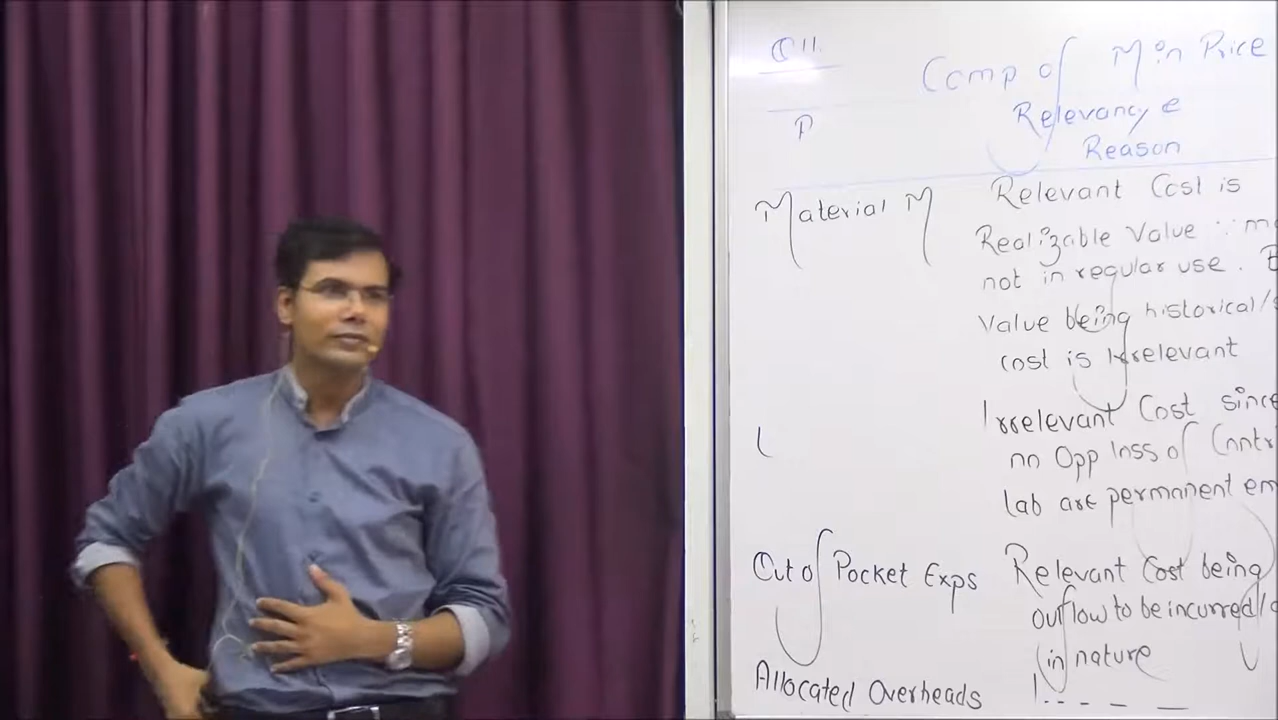 Q 11.
Comp of Min Price
P
Relevancy e
Reason
Material M
Relevant Cost is
Realizable Value ∵ m
not in regular use.
Value being historical/
cost is Irrelevant
Irrelevant Cost since
L
no Opp loss of Contr
lab are permanent em
Out of Pocket Exps
Relevant Cost being
outflow to be incurred/
in nature
Allocated Overheads
I---- — —